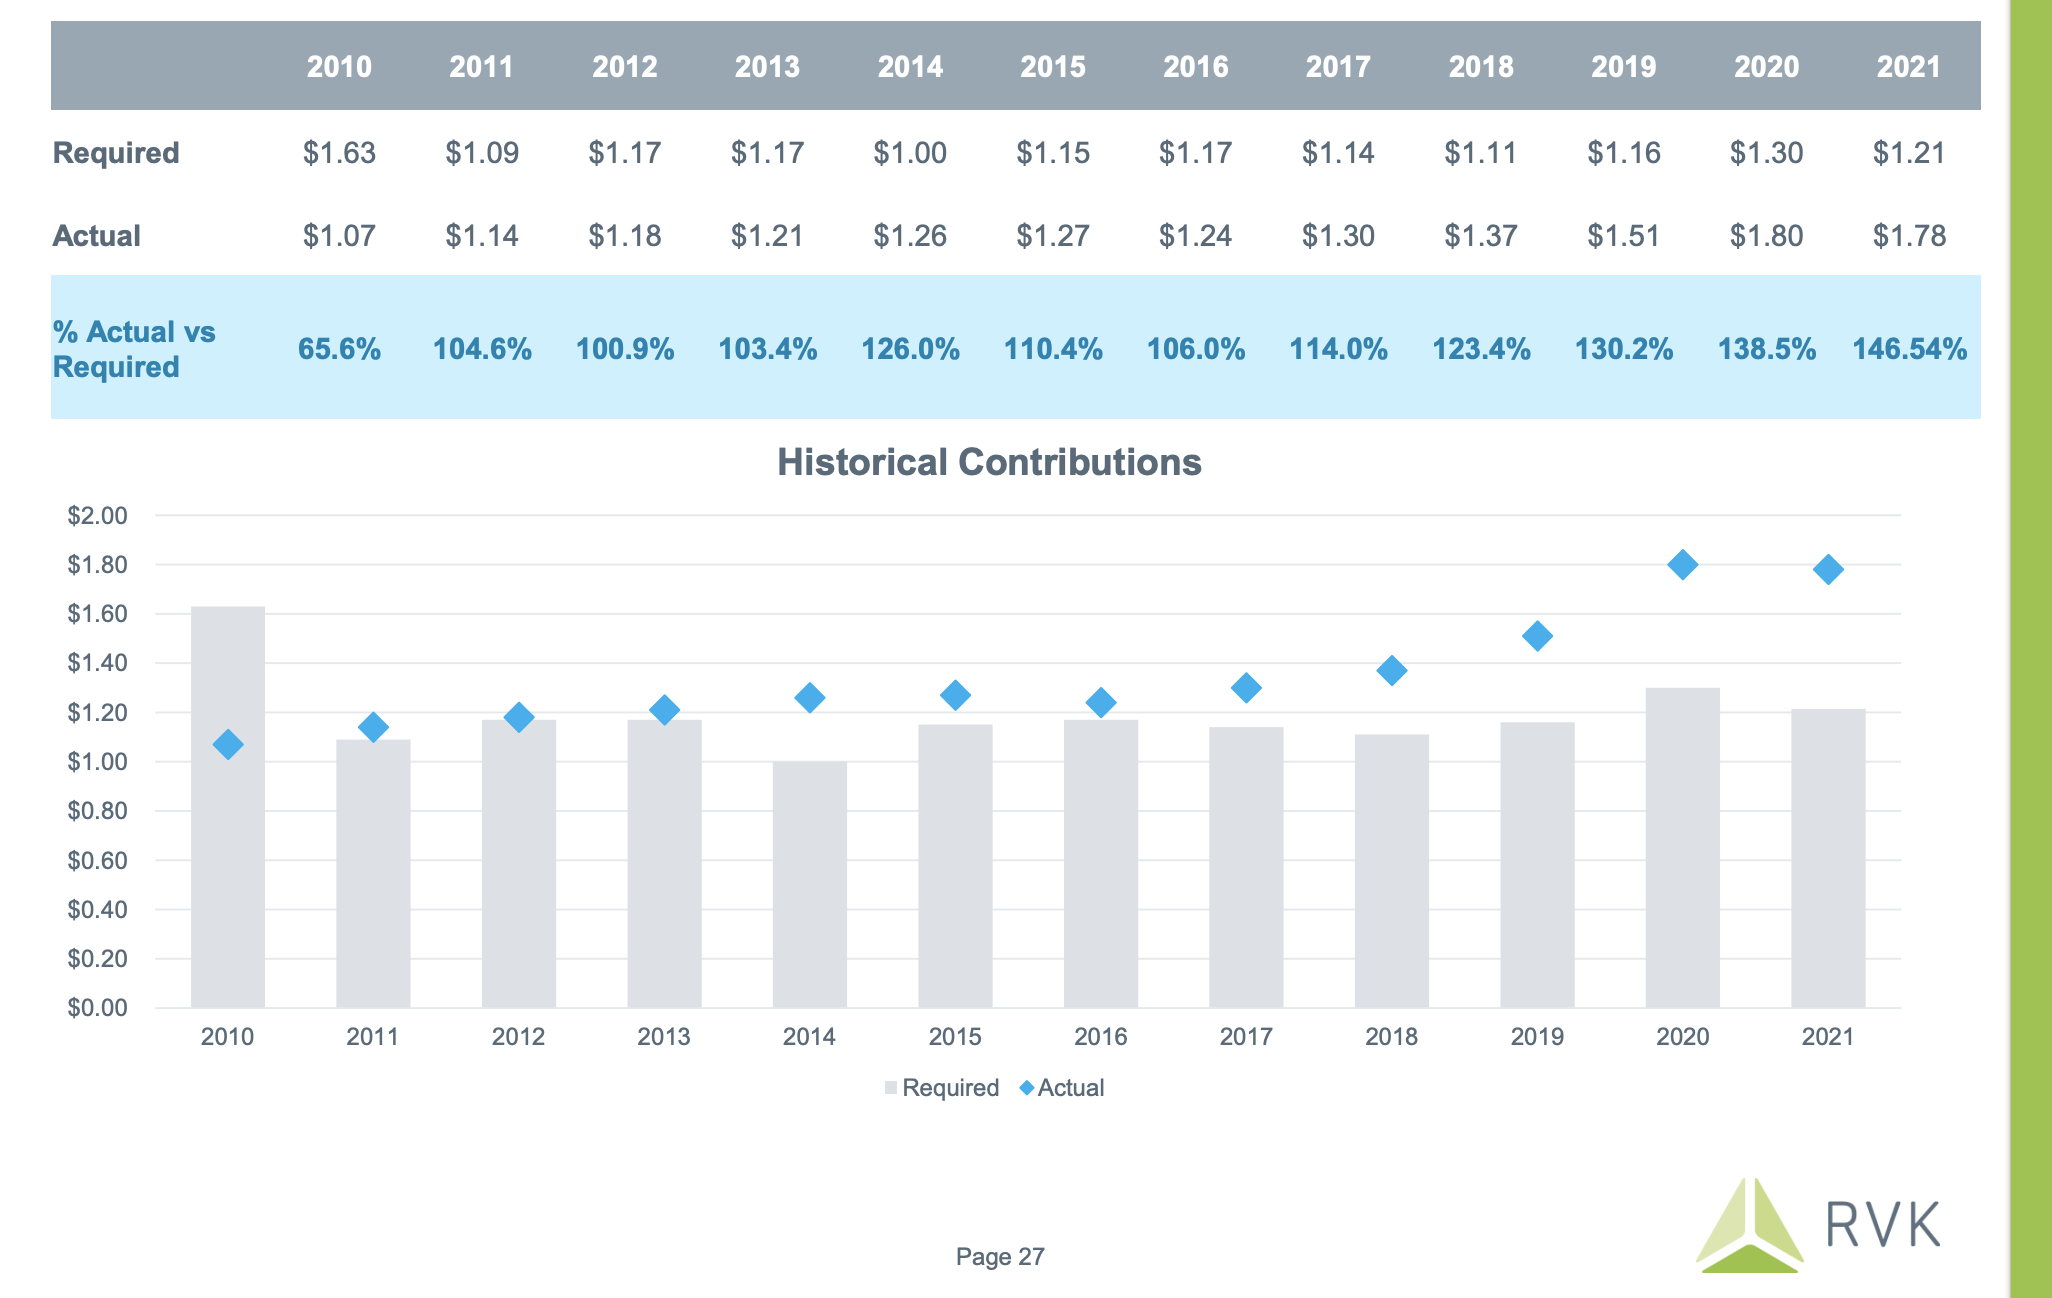 2010 2011 2012 2013 2014 2015 2016 2017 2018 2019 2020 2021
Required $1.63 $1.09 $1.17 $1.17 $1.00 $1.15 $1.17 $1.14 $1.11 $1.16 $1.30 $1.21
Actual $1.07 $1.14 $1.18 $1.21 $1.26 $1.27 $1.24 $1.30 $1.37 $1.51 $1.80 $1.78
% Actual vs
Required 65.6% 104.6% 100.9% 103.4% 126.0% 110.4% 106.0% 114.0% 123.4% 130.2% 138.5% 146.54%
Historical Contributions
$2.00
$1.80
$1.60
$1.40
$1.20
$1.00
$0.80
$0.60
$0.40
$0.20
$0.00
2010 2011 2012 2013 2014 2015 2016 2017 2018 2019 2020 2021
Required Actual
RVK
Page 27